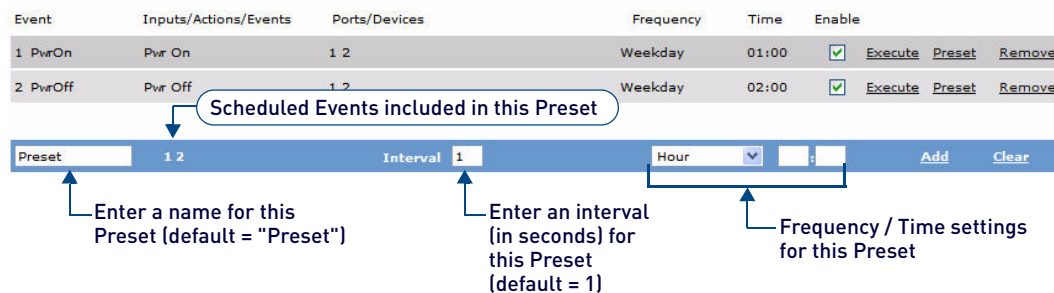 Event Inputs/Actions/Events Ports/Devices Frequency Time Enable
1 PwrOn Pwr On 1 2 Weekday 01:00 Execute Preset Remove
2 PwrOff Pwr Off 1 2 Weekday 02:00 Execute Preset Remove
Scheduled Events included in this Preset
Preset 1 2 Interval 1 Hour : Add Clear
Enter a name for this
Preset (default = "Preset")
Enter an interval
(in seconds) for
this Preset
(default = 1)
Frequency / Time settings
for this Preset